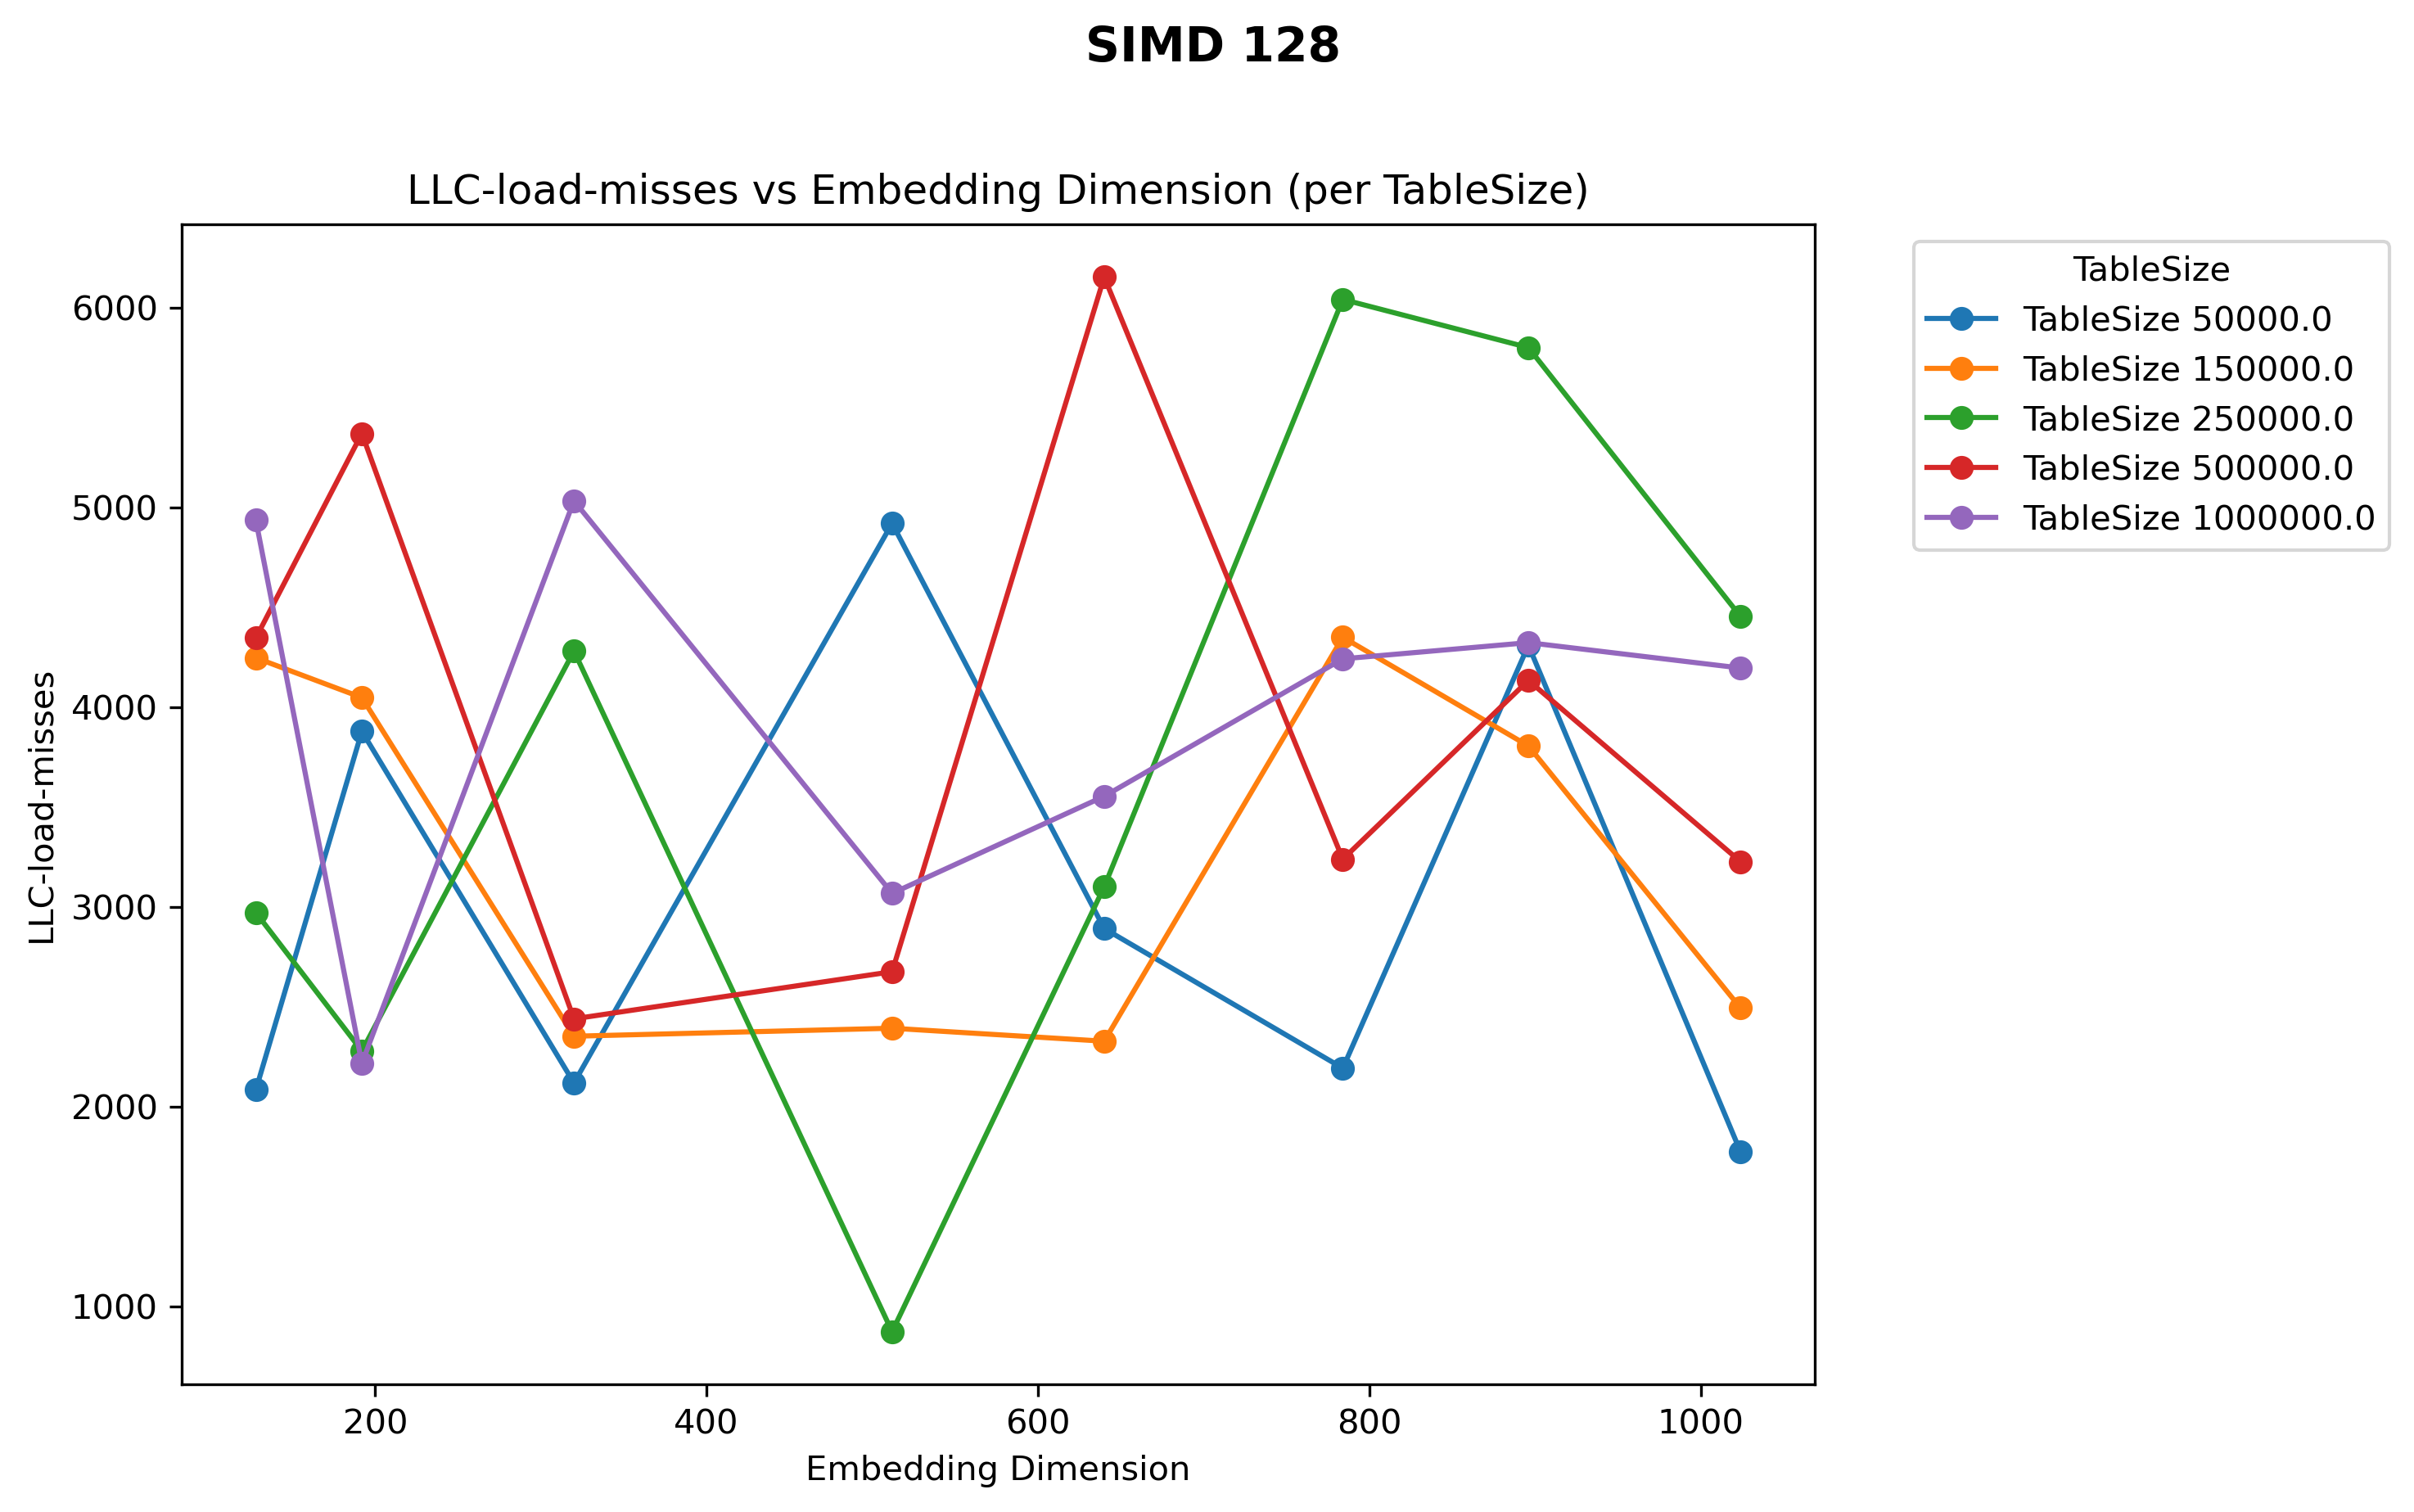 SIMD 128
LLC-load-misses vs Embedding Dimension (per TableSize)
LLC-load-misses
6000
5000
4000
3000
2000
1000
200
400
600
800
1000
Embedding Dimension
TableSize
TableSize 50000.0
TableSize 150000.0
TableSize 250000.0
TableSize 500000.0
TableSize 1000000.0